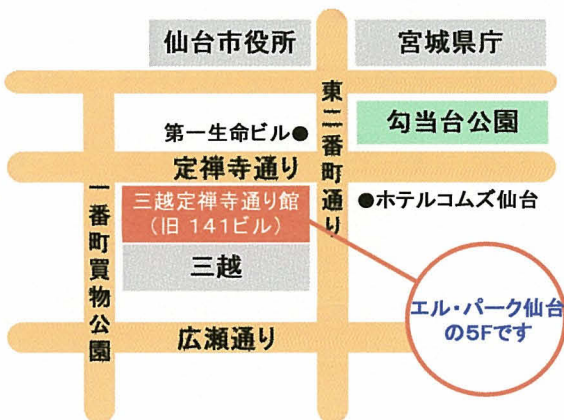 仙台市役所
宮城県庁
東二番町通り
勾当台公園
第一生命ビル●
定禅寺通り
●ホテルコムズ仙台
一番町買物公園
三越定禅寺通り館
（旧 141ビル）
三越
エル・パーク仙台
の5Fです
広瀬通り